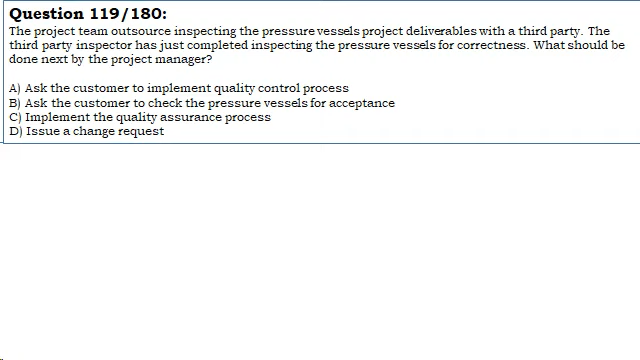 Question 119/180:
The project team outsource inspecting the pressure vessels project deliverables with a third party. The
third party inspector has just completed inspecting the pressure vessels for correctness. What should be
done next by the project manager?
A) Ask the customer to implement quality control process
B) Ask the customer to check the pressure vessels for acceptance
C) Implement the quality assurance process
D) Issue a change request